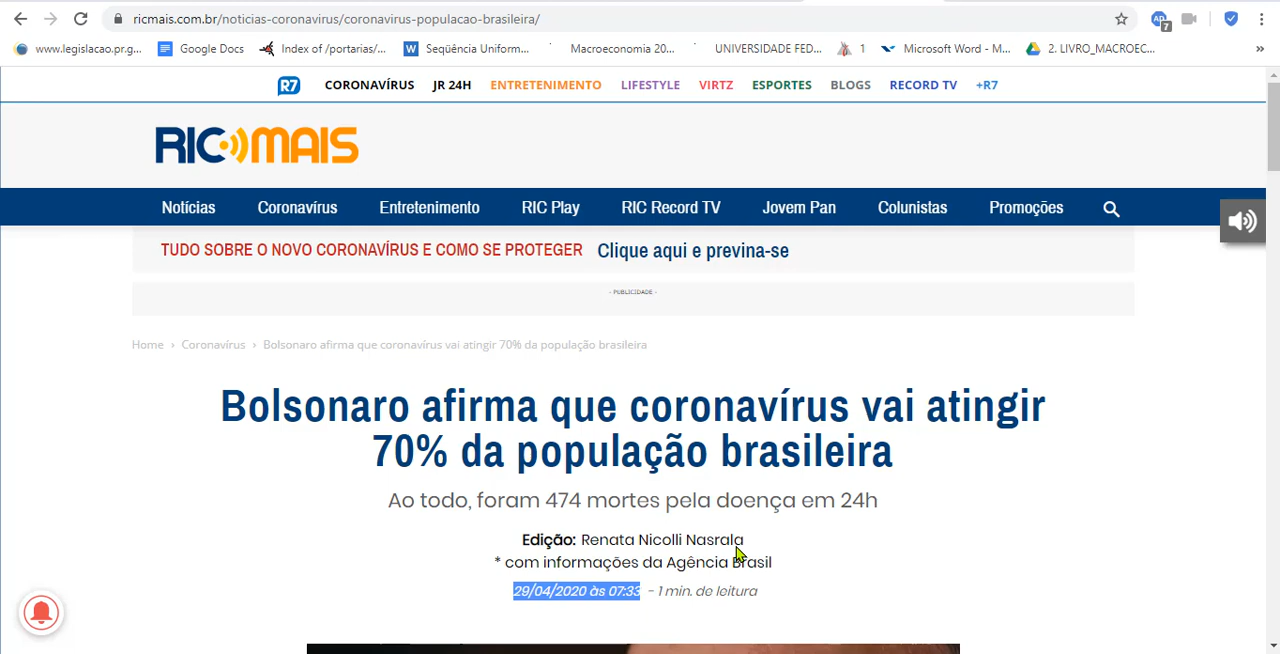 ricmais.com.br/noticias-coronavirus/coronavirus-populacao-brasileira/
7
www.legislacao.pr.g... Google Docs Index of /portarias/... Seqüência Uniform... Macroeconomia 20... UNIVERSIDADE FED... 1 Microsoft Word - M... 2. LIVRO_MACROEC... »
R7 CORONAVÍRUS JR 24H ENTRETENIMENTO LIFESTYLE VIRTZ ESPORTES BLOGS RECORD TV +R7
RIC MAIS
Notícias Coronavírus Entretenimento RIC Play RIC Record TV Jovem Pan Colunistas Promoções
TUDO SOBRE O NOVO CORONAVÍRUS E COMO SE PROTEGER Clique aqui e previna-se
- PUBLICIDADE -
Home › Coronavírus › Bolsonaro afirma que coronavírus vai atingir 70% da população brasileira
Bolsonaro afirma que coronavírus vai atingir
70% da população brasileira
Ao todo, foram 474 mortes pela doença em 24h
Edição: Renata Nicolli Nasrala
* com informações da Agência Brasil
29/04/2020 às 07:33 - 1 min. de leitura